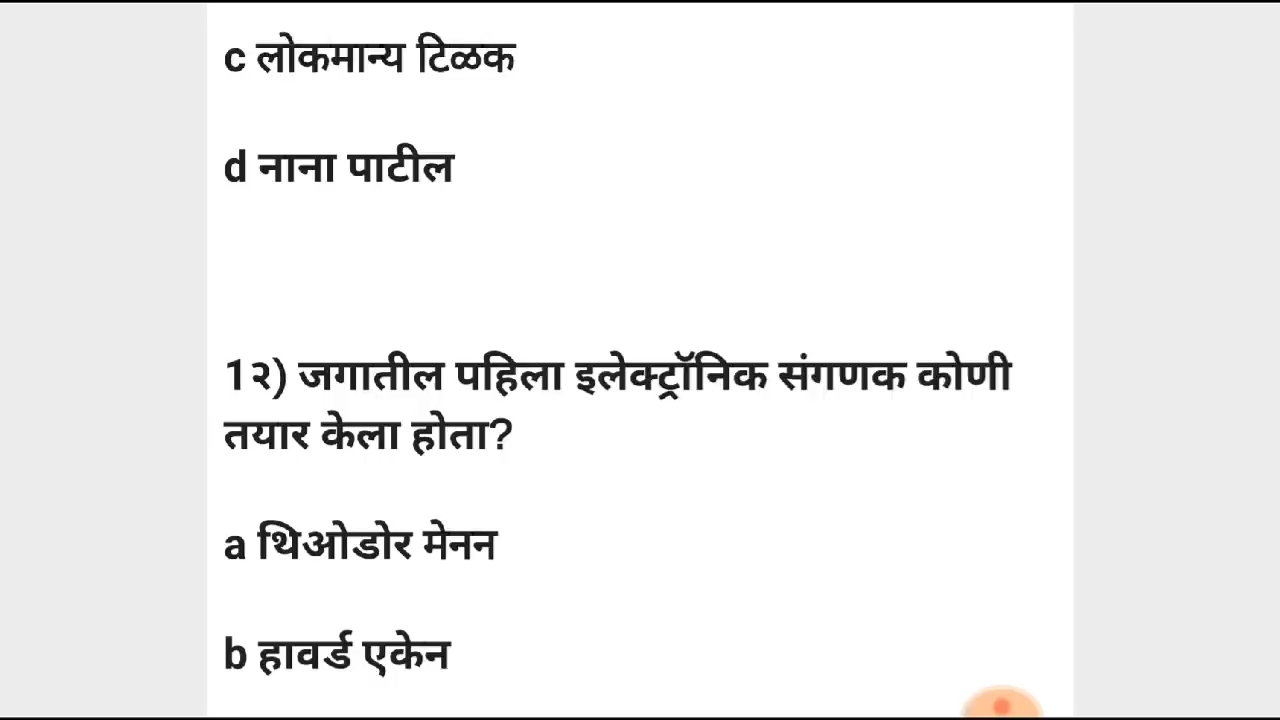 c लोकमान्य टिळक
d नाना पाटील
1२) जगातील पहिला इलेक्ट्रॉनिक संगणक कोणी
तयार केला होता?
a थिओडोर मेनन
b हावर्ड एकेन